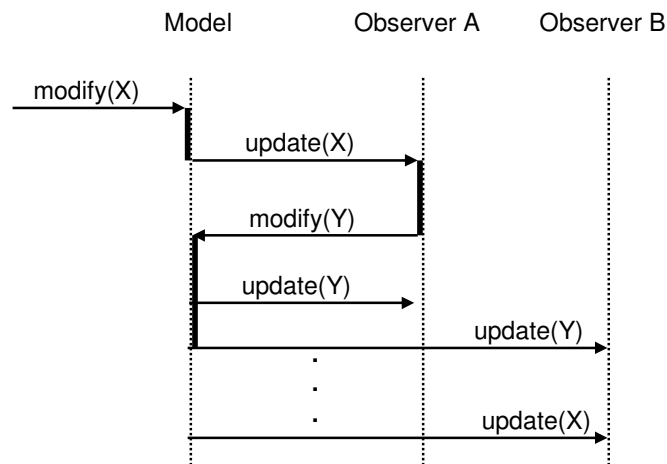 Model Observer A Observer B
modify(X)
update(X)
modify(Y)
update(Y)
update(Y)
.
.
.
update(X)